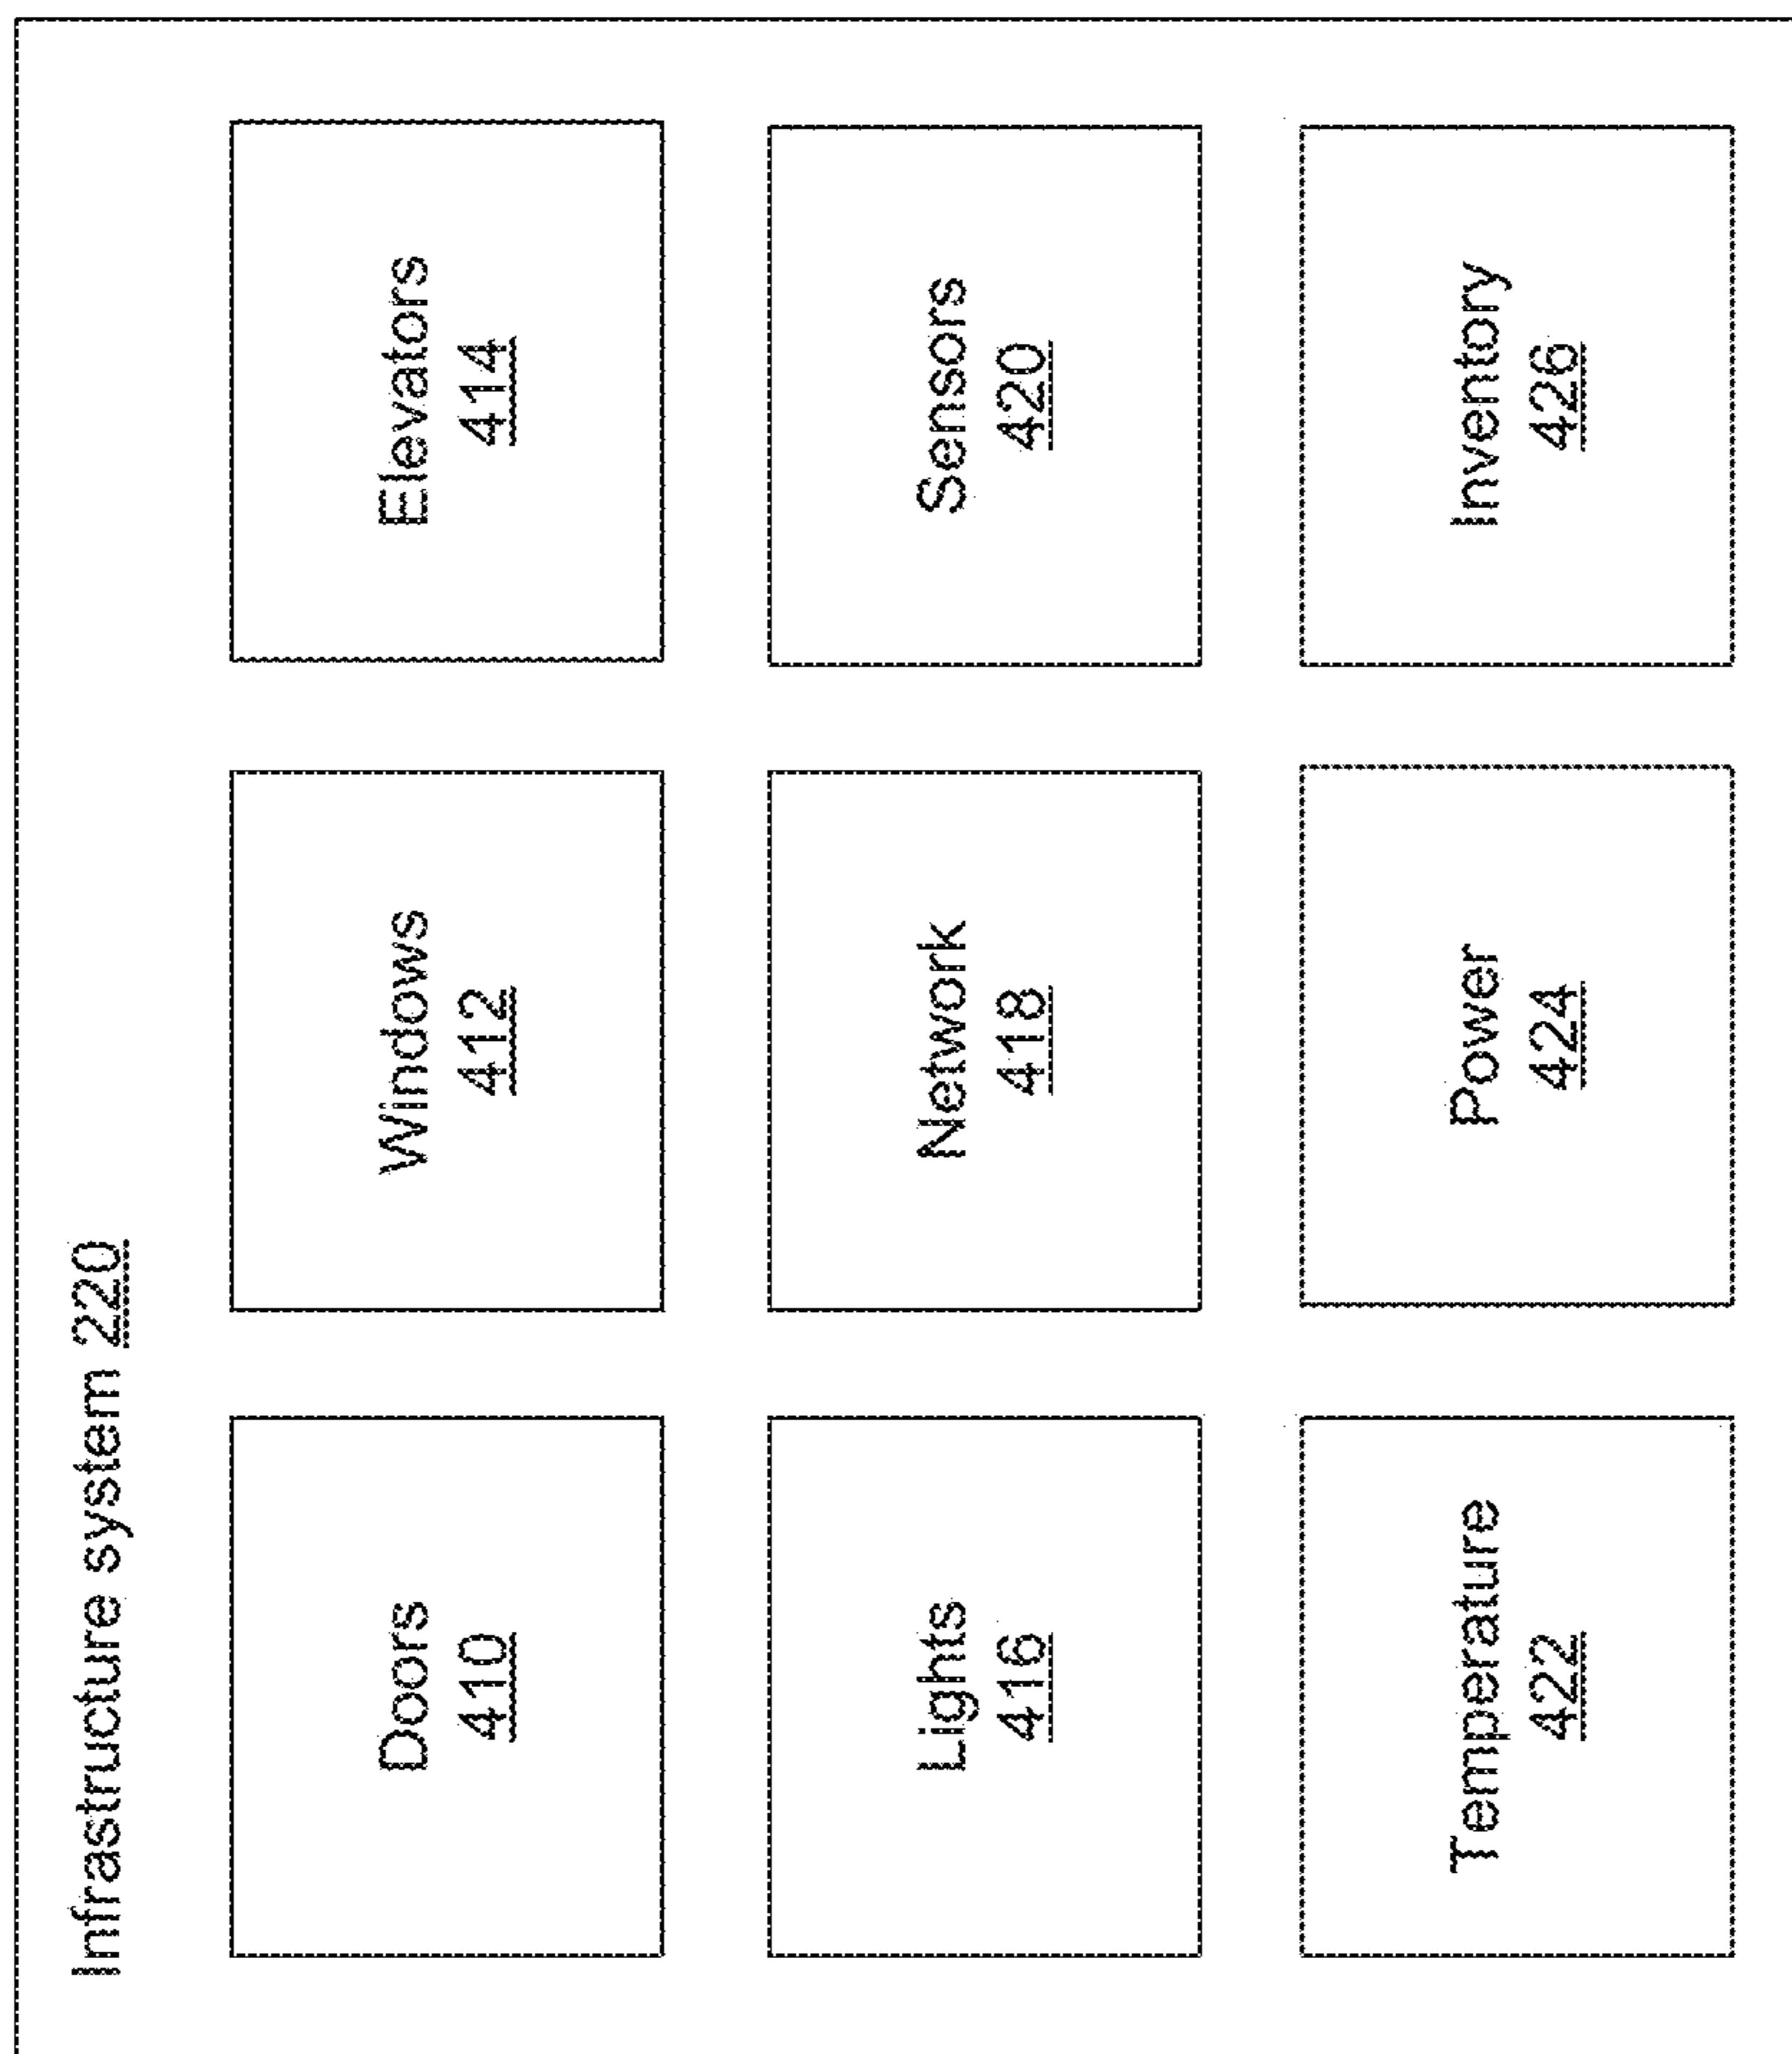 Infrastructure system 220
Doors
410
Windows
412
Elevators
414
Lights
416
Network
418
Sensors
420
Temperature
422
Power
424
Inventory
426